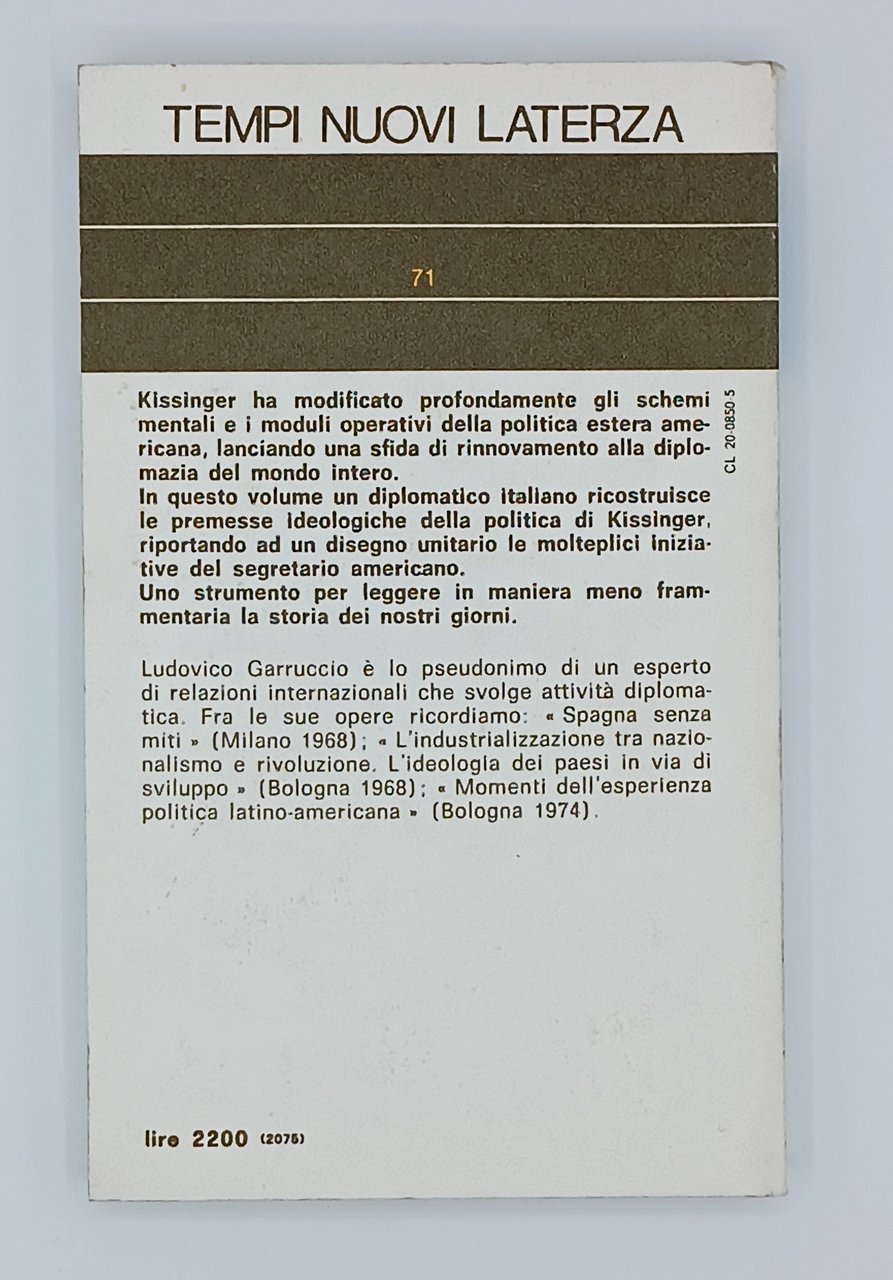 TEMPI NUOVI LATERZA
71
Kissinger ha modificato profondamente gli schemi
mentali e i moduli operativi della politica estera ame-
ricana, lanciando una sfida di rinnovamento alla diplo-
mazia del mondo intero.
In questo volume un diplomatico italiano ricostruisce
le premesse ideologiche della politica di Kissinger,
riportando ad un disegno unitario le molteplici inizia-
tive del segretario americano.
Uno strumento per leggere in maniera meno fram-
mentaria la storia dei nostri giorni.
CL 20-0850-5
Ludovico Garruccio è lo pseudonimo di un esperto
di relazioni internazionali che svolge attività diploma-
tica. Fra le sue opere ricordiamo: « Spagna senza
miti » (Milano 1968); « L'industrializzazione tra nazio-
nalismo e rivoluzione. L'ideologia dei paesi in via di
sviluppo » (Bologna 1968); « Momenti dell'esperienza
politica latino-americana » (Bologna 1974).
lire 2200 (2075)